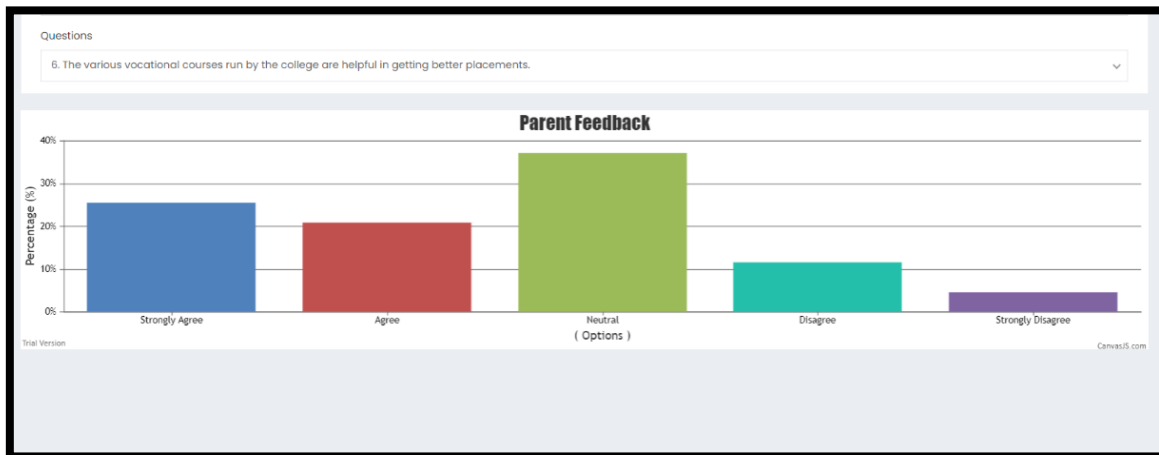 Questions
6. The various vocational courses run by the college are helpful in getting better placements.
Parent Feedback
40%
30%
20%
10%
0%
Percentage (%)
Strongly Agree
Agree
Neutral
Disagree
Strongly Disagree
( Options )
Trial Version
CanvasJS.com